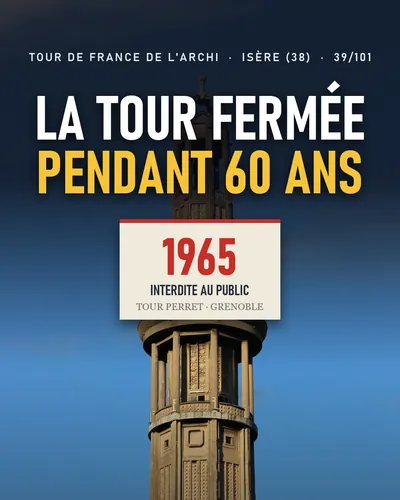 TOUR DE FRANCE DE L'ARCHI · ISÈRE (38) · 39/101
LA TOUR FERMÉE
PENDANT 60 ANS
1965
INTERDITE AU PUBLIC
TOUR PERRET · GRENOBLE